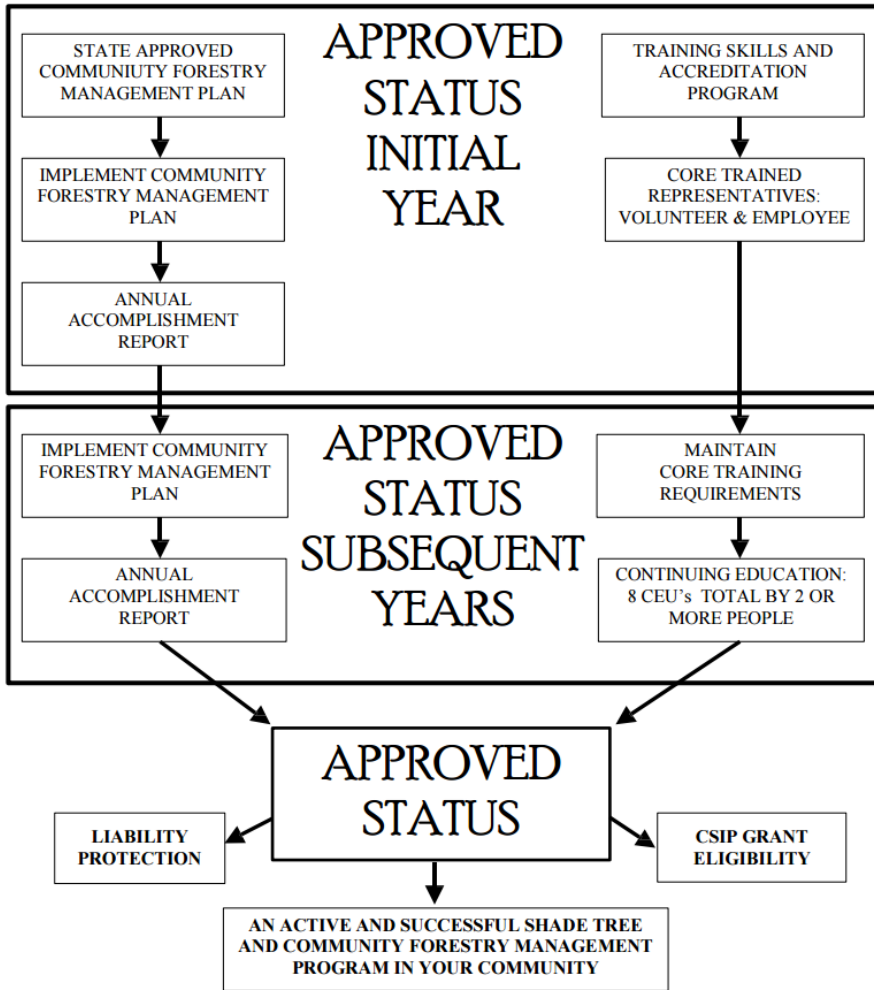 APPROVED
STATUS
INITIAL
YEAR
STATE APPROVED
COMMUNIUTY FORESTRY
MANAGEMENT PLAN
IMPLEMENT COMMUNITY
FORESTRY MANAGEMENT
PLAN
ANNUAL
ACCOMPLISHMENT
REPORT
TRAINING SKILLS AND
ACCREDITATION
PROGRAM
CORE TRAINED
REPRESENTATIVES:
VOLUNTEER & EMPLOYEE
APPROVED
STATUS
SUBSEQUENT
YEARS
IMPLEMENT COMMUNITY
FORESTRY MANAGEMENT
PLAN
ANNUAL
ACCOMPLISHMENT
REPORT
MAINTAIN
CORE TRAINING
REQUIREMENTS
CONTINUING EDUCATION:
8 CEU's TOTAL BY 2 OR
MORE PEOPLE
APPROVED
STATUS
LIABILITY
PROTECTION
CSIP GRANT
ELIGIBILITY
AN ACTIVE AND SUCCESSFUL SHADE TREE
AND COMMUNITY FORESTRY MANAGEMENT
PROGRAM IN YOUR COMMUNITY